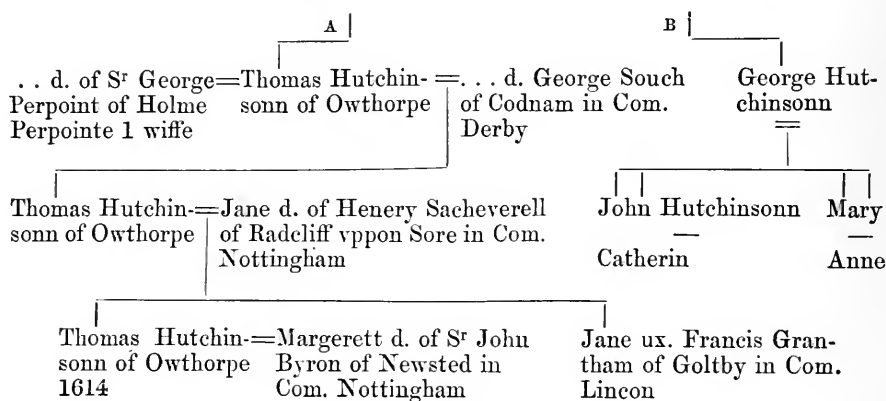 A
B
. . d. of Sʳ George=Thomas Hutchin- = . . . d. George Souch
Perpoint of Holme sonn of Owthorpe of Codnam in Com.
Perpointe 1 wiffe Derby
George Hut-
chinsonn
=
Thomas Hutchin-=Jane d. of Henery Sacheverell
sonn of Owthorpe of Radcliff vppon Sore in Com.
Nottingham
John Hutchinsonn Mary
—
—
Catherin Anne
Thomas Hutchin-=Margerett d. of Sʳ John
sonn of Owthorpe Byron of Newsted in
1614 Com. Nottingham
Jane ux. Francis Gran-
tham of Goltby in Com.
Lincon